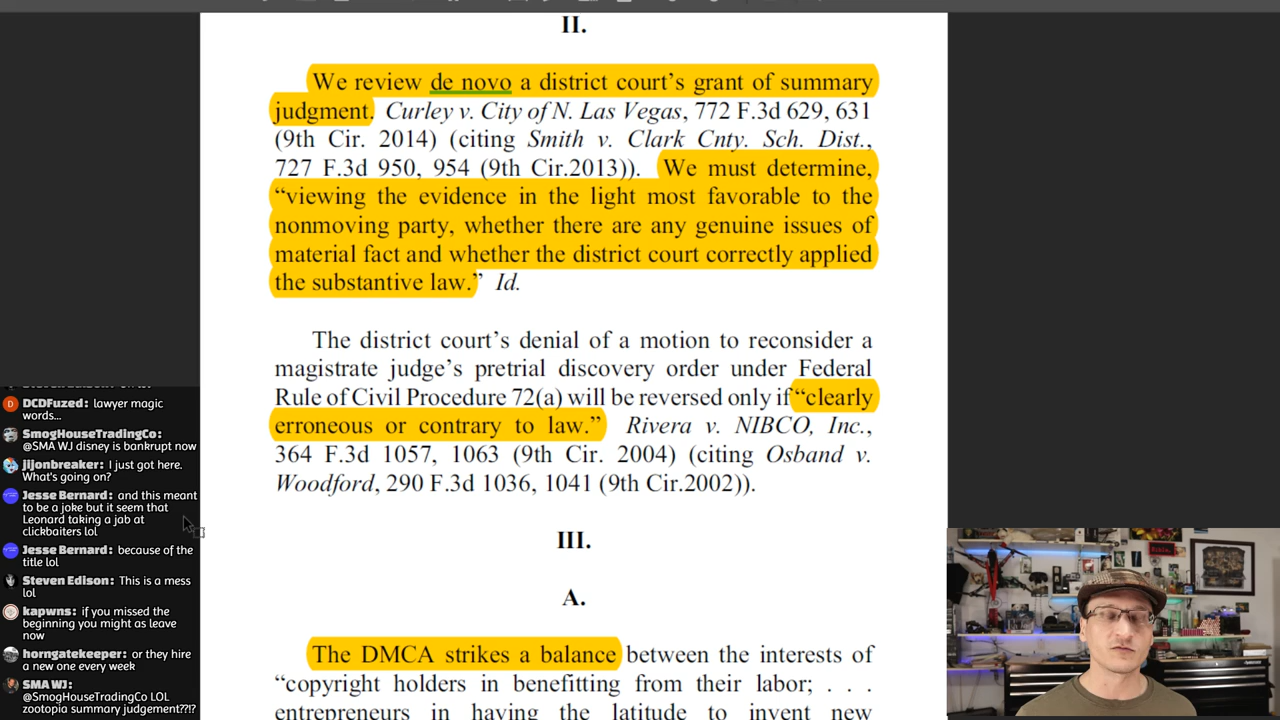 II.
We review de novo a district court's grant of summary
judgment. Curley v. City of N. Las Vegas, 772 F.3d 629, 631
(9th Cir. 2014) (citing Smith v. Clark Cnty. Sch. Dist.,
727 F.3d 950, 954 (9th Cir.2013)). We must determine,
“viewing the evidence in the light most favorable to the
nonmoving party, whether there are any genuine issues of
material fact and whether the district court correctly applied
the substantive law.” Id.
The district court's denial of a motion to reconsider a
magistrate judge's pretrial discovery order under Federal
Rule of Civil Procedure 72(a) will be reversed only if “clearly
erroneous or contrary to law.” Rivera v. NIBCO, Inc.,
364 F.3d 1057, 1063 (9th Cir. 2004) (citing Osband v.
Woodford, 290 F.3d 1036, 1041 (9th Cir.2002)).
III.
A.
The DMCA strikes a balance between the interests of
“copyright holders in benefitting from their labor; . . .
entrepreneurs in having the latitude to invent new
DCDFuzed: lawyer magic
words...
SmogHouseTradingCo:
@SMA WJ disney is bankrupt now
jijonbreaker: I just got here.
What's going on?
Jesse Bernard: and this meant
to be a joke but it seem that
Leonard taking a jab at
clickbaiters lol
Jesse Bernard: because of the
title lol
Steven Edison: This is a mess
lol
kapwns: if you missed the
beginning you might as leave
now
horngatekeeper: or they hire
a new one every week
SMA WJ:
@SmogHouseTradingCo LOL
zootopia summary judgement??!?